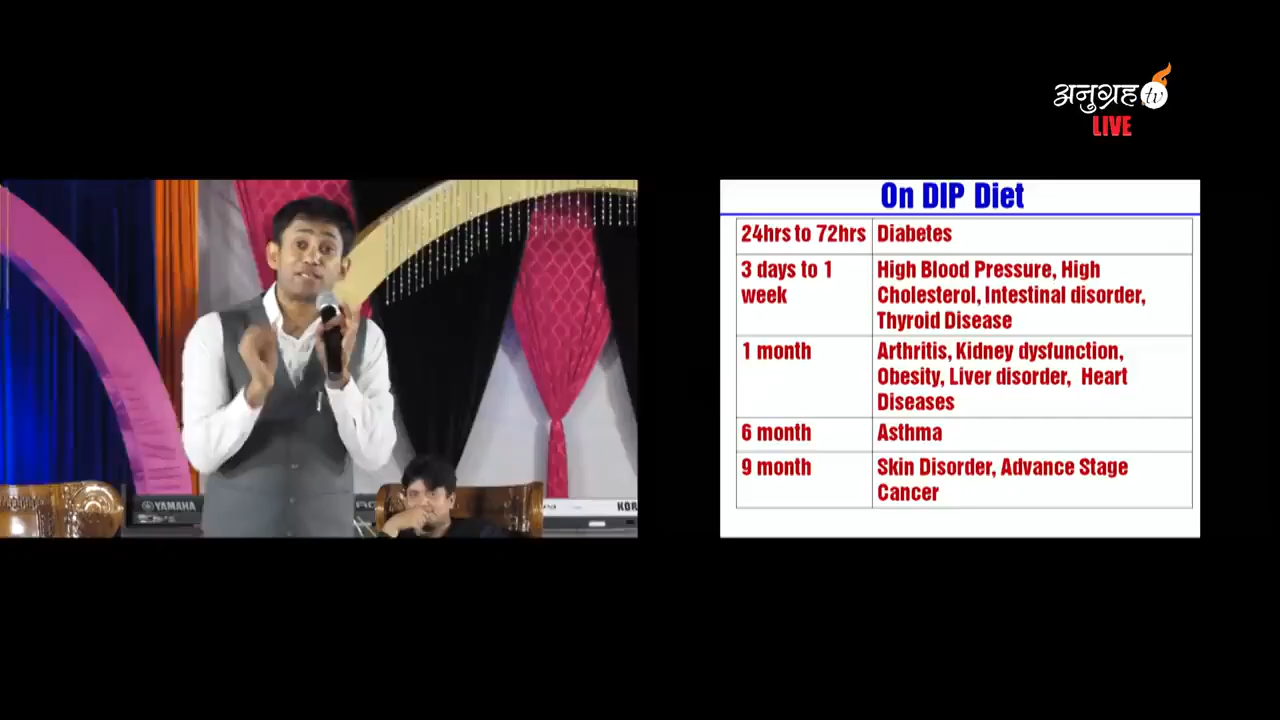 अनुग्रह tv
LIVE
On DIP Diet
24hrs to 72hrs Diabetes
3 days to 1
week
High Blood Pressure, High
Cholesterol, Intestinal disorder,
Thyroid Disease
1 month
Arthritis, Kidney dysfunction,
Obesity, Liver disorder, Heart
Diseases
6 month Asthma
9 month
Skin Disorder, Advance Stage
Cancer
YAMAHA
KOR